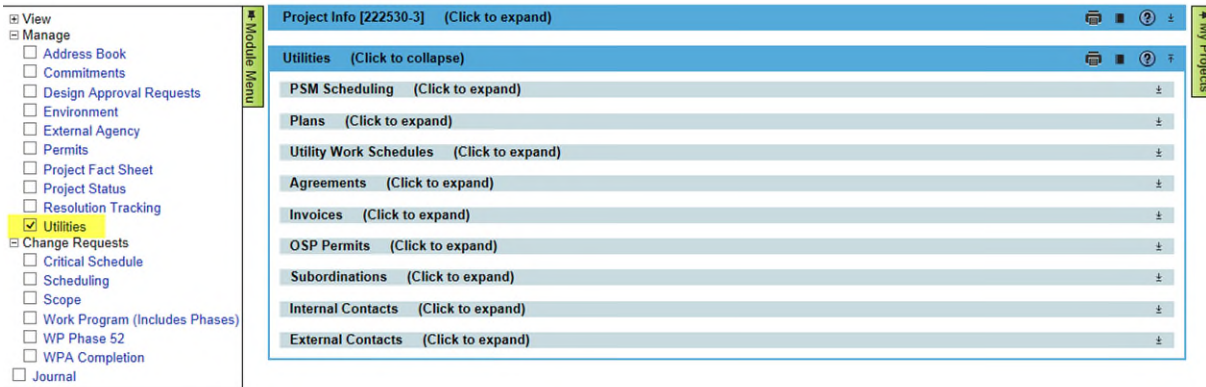 View
Manage
Address Book
Commitments
Design Approval Requests
Environment
External Agency
Permits
Project Fact Sheet
Project Status
Resolution Tracking
Utilities
Change Requests
Critical Schedule
Scheduling
Scope
Work Program (Includes Phases)
WP Phase 52
WPA Completion
Journal
Module Menu
Project Info [222530-3] (Click to expand)
Utilities (Click to collapse)
PSM Scheduling (Click to expand)
Plans (Click to expand)
Utility Work Schedules (Click to expand)
Agreements (Click to expand)
Invoices (Click to expand)
OSP Permits (Click to expand)
Subordinations (Click to expand)
Internal Contacts (Click to expand)
External Contacts (Click to expand)
My Projects